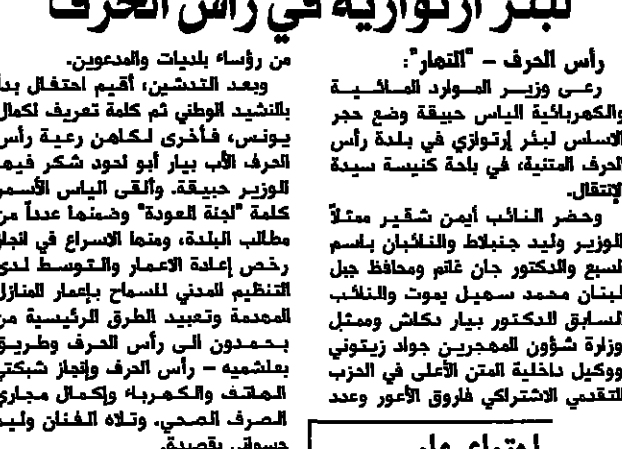 لبئر ارتوازية في رأس الحرف
رأس الحرف – "النهار":
رعى وزير الموارد المائية
والكهربائية الياس حبيقة وضع حجر
الاساس لبئر إرتوازي في بلدة رأس
الحرف المتنية، في باحة كنيسة سيدة
الإنتقال.
وحضر النائب أيمن شقير ممثلاً
للوزير وليد جنبلاط والنائبان باسم
السبع والدكتور جان غانم ومحافظ جبل
لبنان محمد سهيل يموت والنائب
السابق الدكتور بيار دكاش وممثل
وزارة شؤون المهجرين جواد زيتوني
ووكيل داخلية المتن الأعلى في الحزب
التقدمي الاشتراكي فاروق الأعور وعدد
من رؤساء بلديات والمدعوين.
وبعد التدشين، أقيم احتفال بدأ
بالنشيد الوطني ثم كلمة تعريف لكمال
يونس، فأخرى لكاهن رعية رأس
الحرف الأب بيار أبو لحود شكر فيها
للوزير حبيقة. وألقى الياس الأسمر
كلمة "لجنة العودة" وضمنها عدداً من
مطالب البلدة، ومنها الاسراع في انجاز
رخص إعادة الاعمار والتوسط لدى
التنظيم المدني للسماح بإعمار المنازل
المهدمة وتعبيد الطرق الرئيسية من
بحمدون الى رأس الحرف وطريق
بعلشميه – رأس الحرف وإنجاز شبكتي
الهاتف والكهرباء وإكمال مجاري
الصرف الصحي. وتلاه الفنان وليد
حسواني بقصيدة.